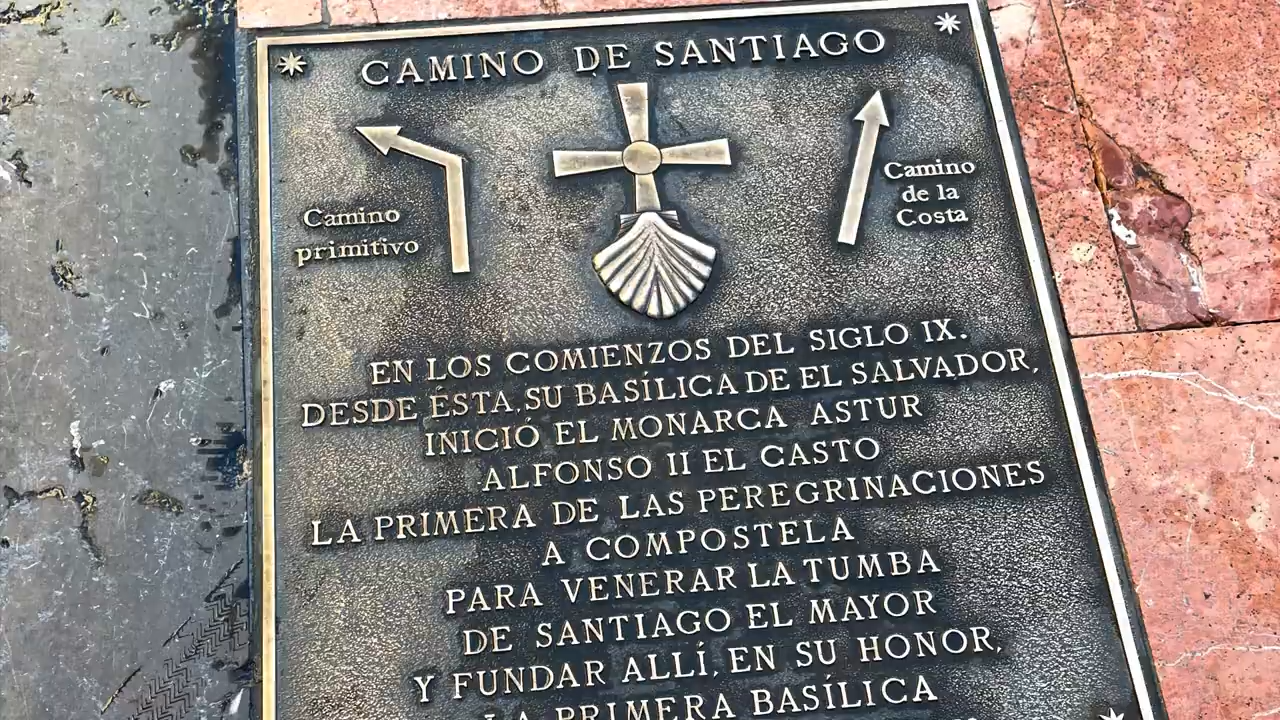 CAMINO DE SANTIAGO
Camino
primitivo
Camino
de la
Costa
EN LOS COMIENZOS DEL SIGLO IX.
DESDE ÉSTA, SU BASÍLICA DE EL SALVADOR,
INICIÓ EL MONARCA ASTUR
ALFONSO II EL CASTO
LA PRIMERA DE LAS PEREGRINACIONES
A COMPOSTELA
PARA VENERAR LA TUMBA
DE SANTIAGO EL MAYOR
Y FUNDAR ALLÍ, EN SU HONOR,
LA PRIMERA BASÍLICA